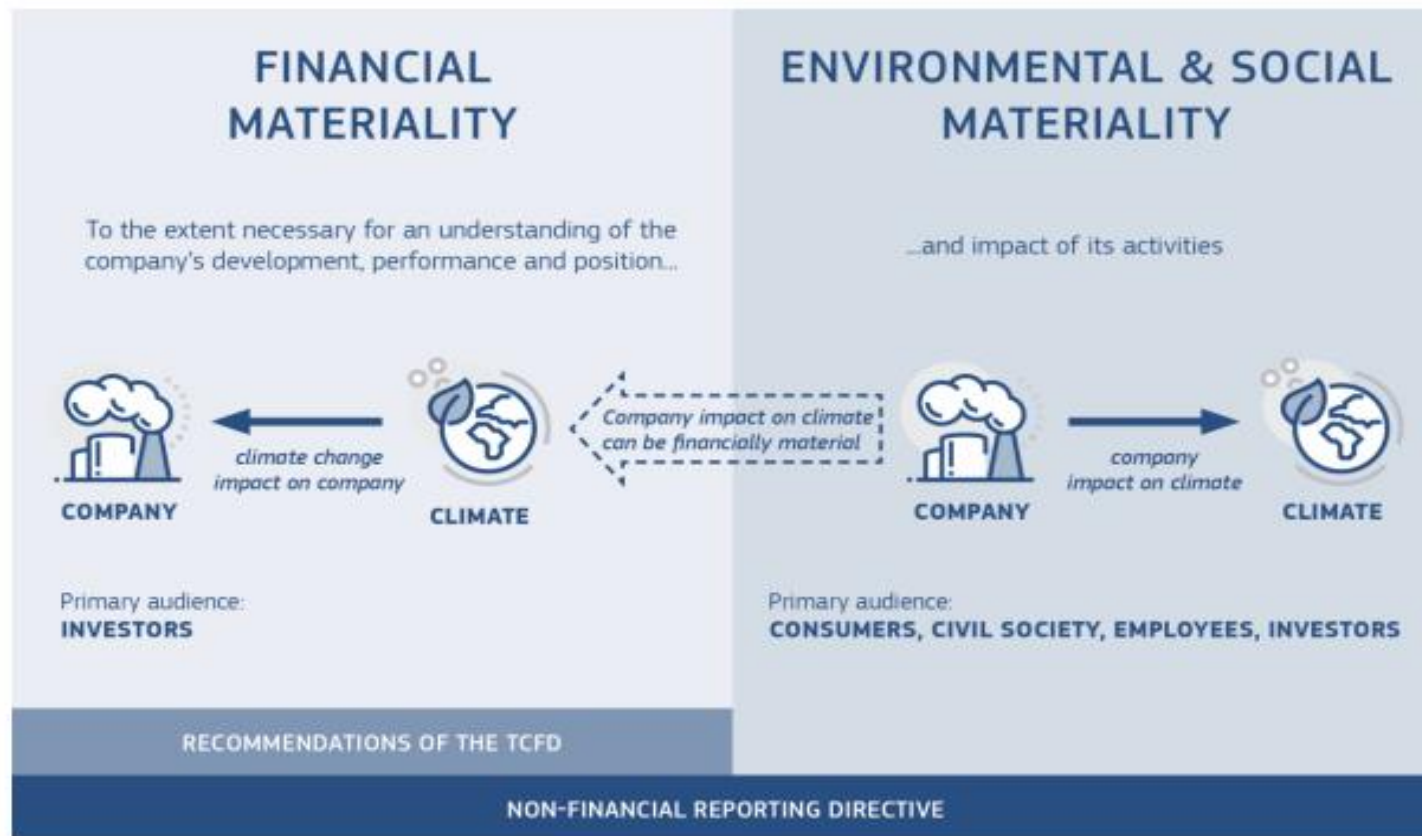 FINANCIAL
MATERIALITY
To the extent necessary for an understanding of the
company's development, performance and position...
climate change
impact on company
COMPANY
CLIMATE
Primary audience:
INVESTORS
RECOMMENDATIONS OF THE TCFD
Company impact on climate
can be financially material
ENVIRONMENTAL & SOCIAL
MATERIALITY
...and impact of its activities
company
impact on climate
COMPANY
CLIMATE
Primary audience:
CONSUMERS, CIVIL SOCIETY, EMPLOYEES, INVESTORS
NON-FINANCIAL REPORTING DIRECTIVE